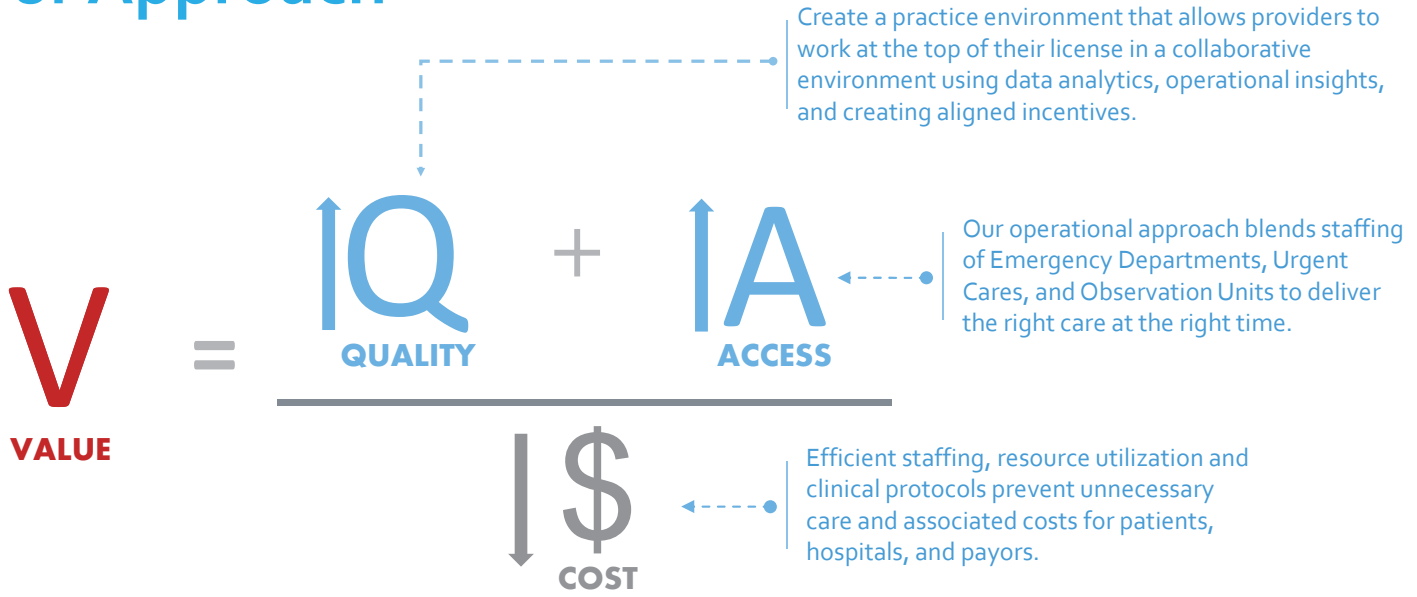 Approach
Create a practice environment that allows providers to
work at the top of their license in a collaborative
environment using data analytics, operational insights,
and creating aligned incentives.
Q
+
A
Our operational approach blends staffing
of Emergency Departments, Urgent
Cares, and Observation Units to deliver
the right care at the right time.
QUALITY
ACCESS
V
=
VALUE
$
COST
Efficient staffing, resource utilization and
clinical protocols prevent unnecessary
care and associated costs for patients,
hospitals, and payors.